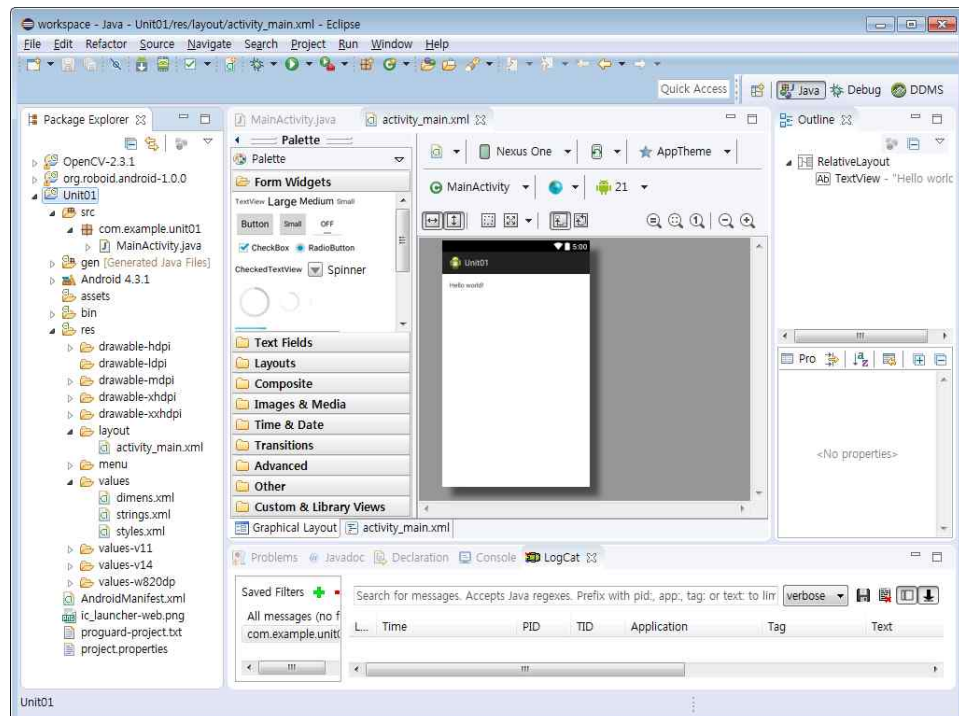 workspace - Java - Unit01/res/layout/activity_main.xml - Eclipse
File Edit Refactor Source Navigate Search Project Run Window Help
Quick Access
Java
Debug
DDMS
Package Explorer
OpenCV-2.3.1
org.roboid.android-1.0.0
Unit01
src
com.example.unit01
MainActivity.java
gen [Generated Java Files]
Android 4.3.1
assets
bin
res
drawable-hdpi
drawable-ldpi
drawable-mdpi
drawable-xhdpi
drawable-xxhdpi
layout
activity_main.xml
menu
values
dimens.xml
strings.xml
styles.xml
values-v11
values-v14
values-w820dp
AndroidManifest.xml
ic_launcher-web.png
proguard-project.txt
project.properties
MainActivity.java
activity_main.xml
Palette
Palette
Form Widgets
TextView Large Medium Small
Button Small OFF
CheckBox RadioButton
CheckedTextView Spinner
Text Fields
Layouts
Composite
Images & Media
Time & Date
Transitions
Advanced
Other
Custom & Library Views
Graphical Layout
activity_main.xml
Nexus One
AppTheme
MainActivity
21
5:00
Unit01
Hello world!
Outline
RelativeLayout
Ab TextView - "Hello worlc
Pro
<No properties>
Problems
Javadoc
Declaration
Console
LogCat
Saved Filters
All messages (no f
com.example.unit(
Search for messages. Accepts Java regexes. Prefix with pid:, app:, tag: or text: to lim
verbose
L... Time PID TID Application Tag Text
Unit01